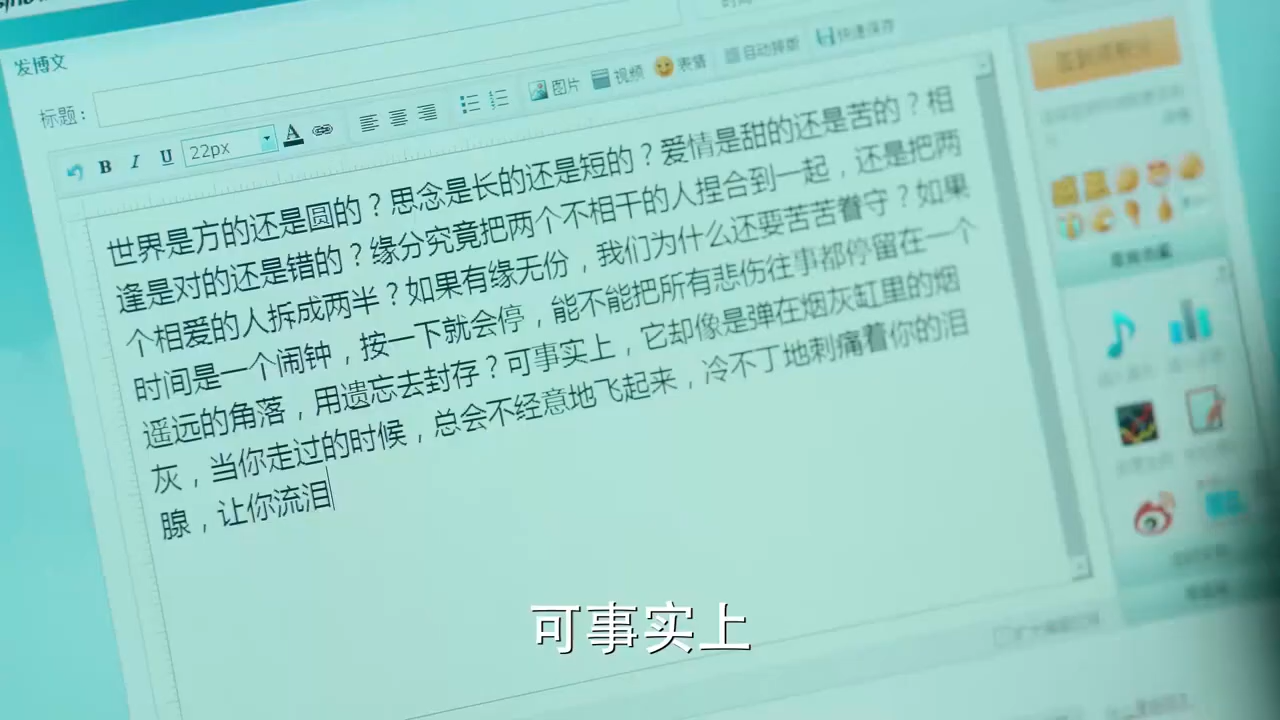 发博文
标题：
B I U 22px A 图片 视频 表情 自动排版 快速保存
世界是方的还是圆的？思念是长的还是短的？爱情是甜的还是苦的？相
逢是对的还是错的？缘分究竟把两个不相干的人捏合到一起，还是把两
个相爱的人拆成两半？如果有缘无份，我们为什么还要苦苦眷守？如果
时间是一个闹钟，按一下就会停，能不能把所有悲伤往事都停留在一个
遥远的角落，用遗忘去封存？可事实上，它却像是弹在烟灰缸里的烟
灰，当你走过的时候，总会不经意地飞起来，冷不丁地刺痛着你的泪
腺，让你流泪
可事实上